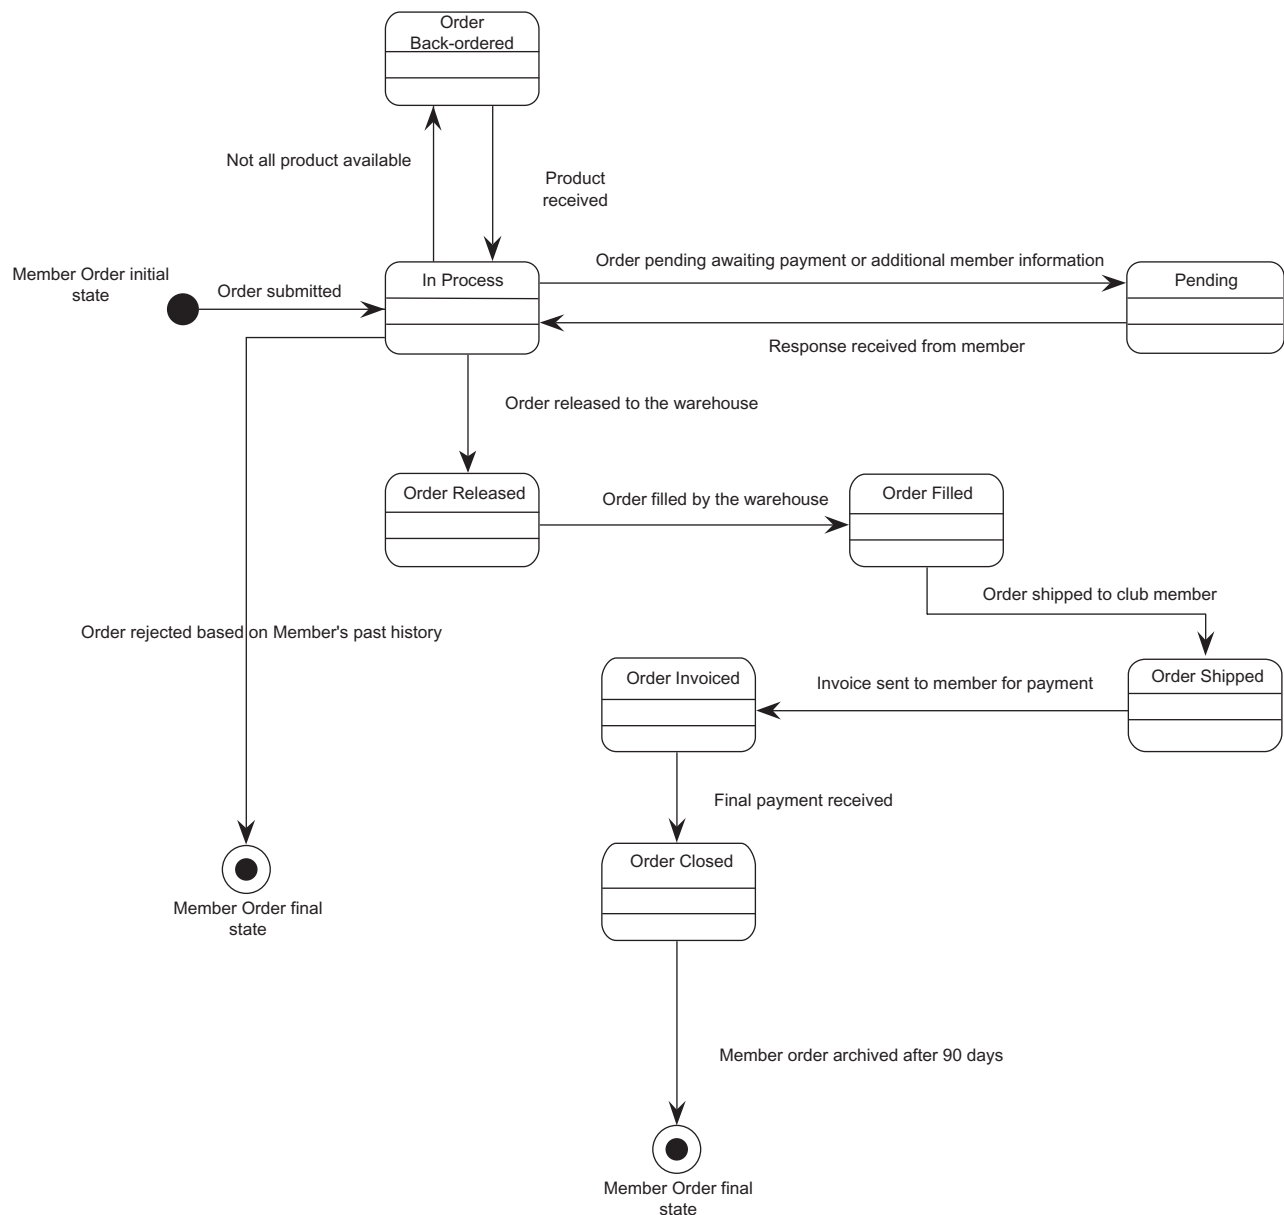 Order
Back-ordered
Not all product available
Product
received
Member Order initial
state
Order submitted
In Process
Order pending awaiting payment or additional member information
Pending
Response received from member
Order released to the warehouse
Order Released
Order filled by the warehouse
Order Filled
Order shipped to club member
Order rejected based on Member's past history
Order Invoiced
Invoice sent to member for payment
Order Shipped
Final payment received
Order Closed
Member Order final
state
Member order archived after 90 days
Member Order final
state